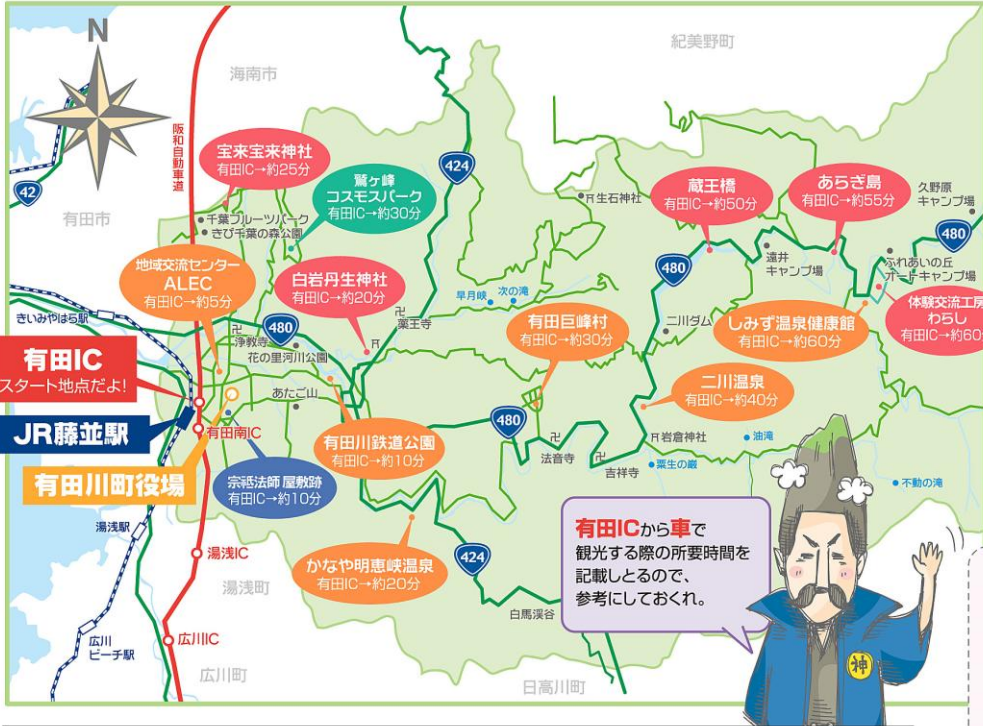 N
紀美野町
海南市
阪和自動車道
42
有田市
424
宝来宝来神社
有田IC→約25分
鷲ヶ峰
コスモスパーク
有田IC→約30分
千葉フルーツパーク
きび千葉の森公園
生石神社
蔵王橋
有田IC→約50分
あらぎ島
有田IC→約55分
久野原
キャンプ場
480
遠井
キャンプ場
ふれあいの丘
オートキャンプ場
480
地域交流センター
ALEC
有田IC→約5分
白岩丹生神社
有田IC→約20分
早月峡
次の滝
薬王寺
きいみやはら駅
480
浄教寺
花の里河川公園
有田巨峰村
有田IC→約30分
二川ダム
しみず温泉健康館
有田IC→約60分
体験交流工房
わらし
有田IC→約60分
有田IC
スタート地点だよ!
JR藤並駅
有田川町役場
あたご山
二川温泉
有田IC→約40分
有田南IC
有田川鉄道公園
有田IC→約10分
480
法音寺
吉祥寺
岩倉神社
油滝
粟生の巌
不動の滝
宗祇法師 屋敷跡
有田IC→約10分
湯浅駅
湯浅IC
湯浅町
かなや明恵峡温泉
有田IC→約20分
424
白馬渓谷
有田ICから車で
観光する際の所要時間を
記載しとるので、
参考にしておくれ。
神
広川
ビーチ駅
広川IC
広川町
日高川町